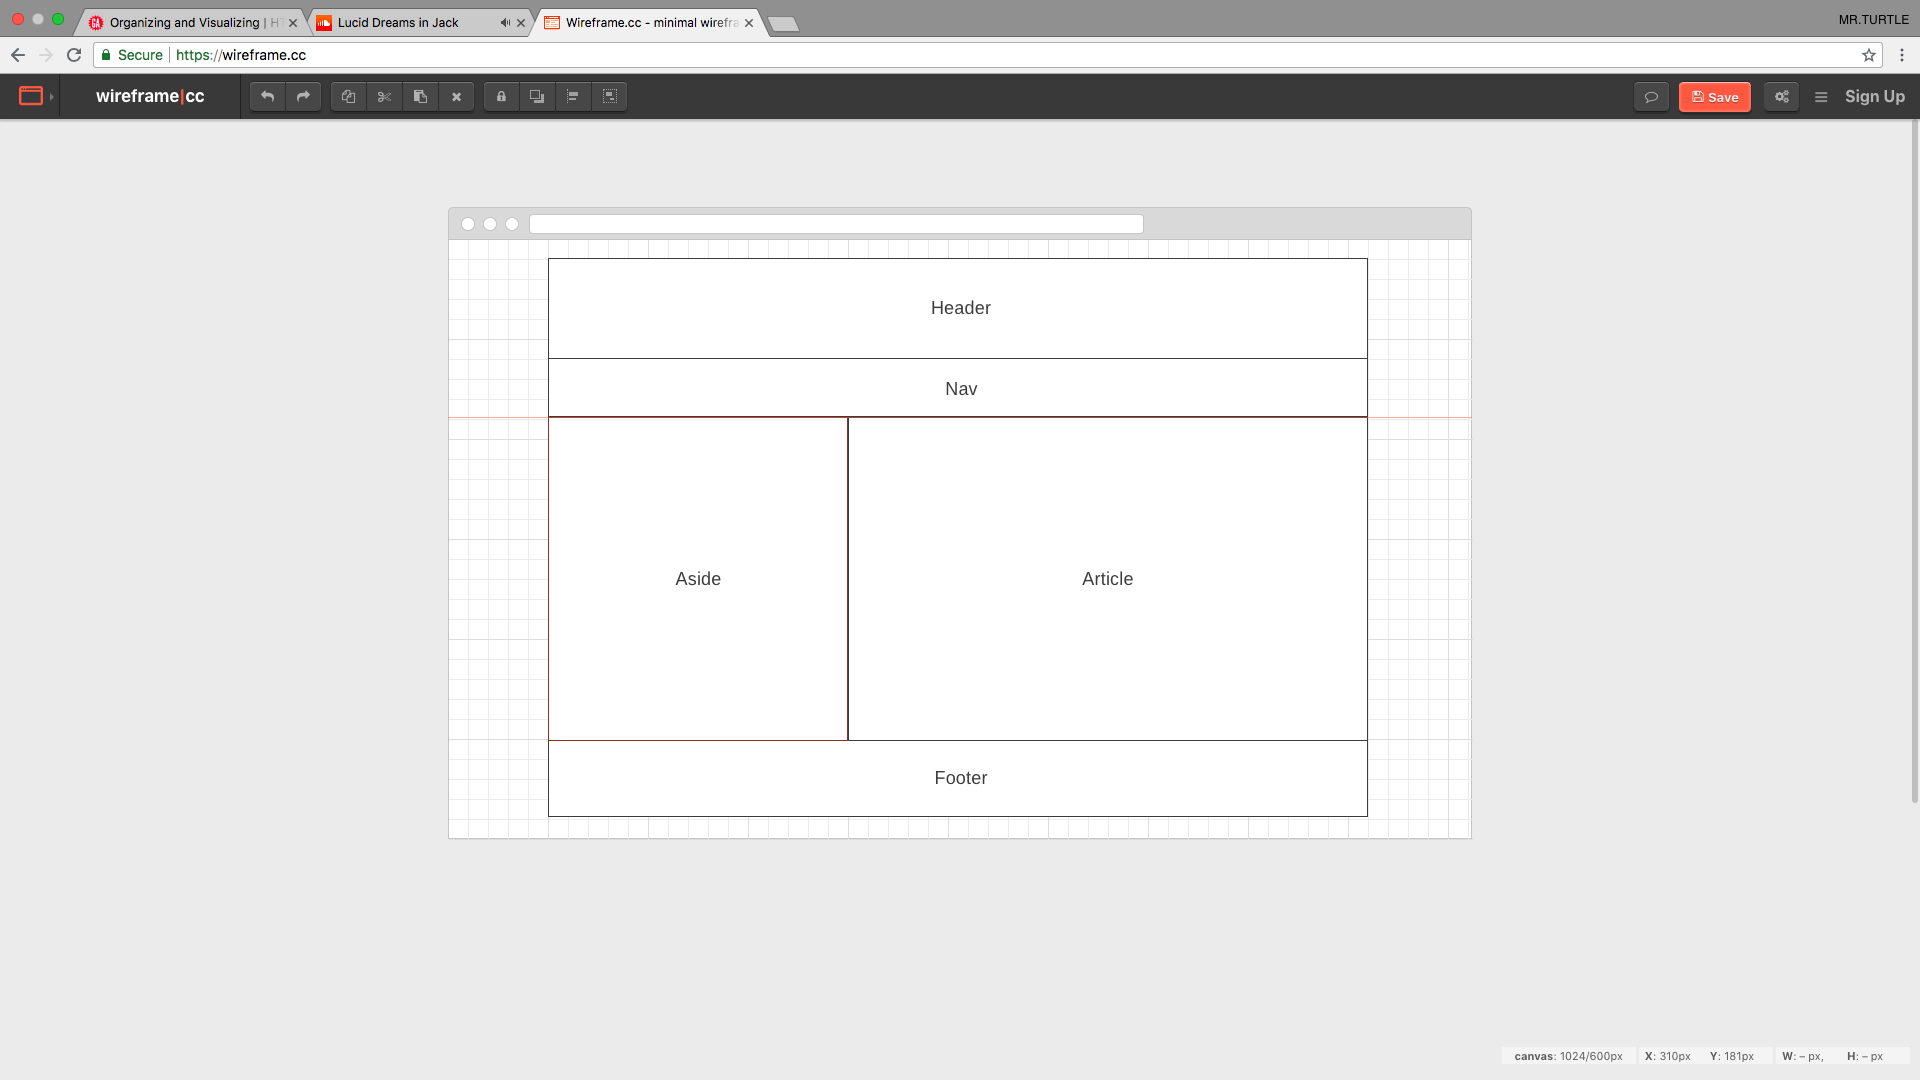 Organizing and Visualizing | HT
Lucid Dreams in Jack
Wireframe.cc - minimal wirefra
MR.TURTLE
Secure
https://wireframe.cc
wireframe|cc
Save
Sign Up
Header
Nav
Aside
Article
Footer
canvas: 1024/600px X: 310px Y: 181px W: – px, H: – px